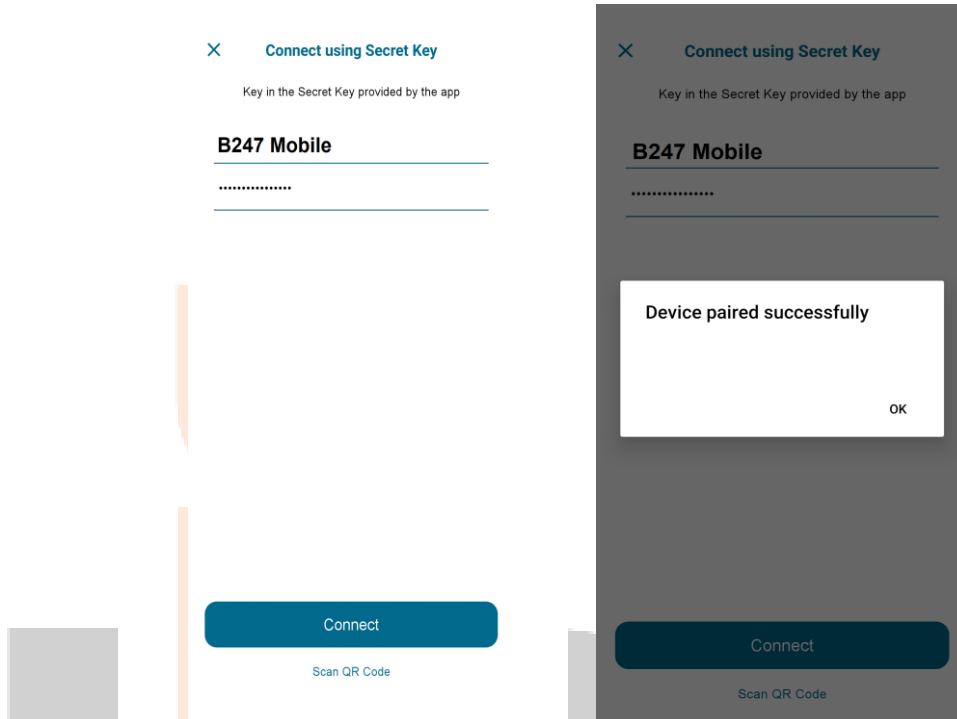 Connect using Secret Key
Key in the Secret Key provided by the app
B247 Mobile
••••••••••••••••
Connect
Scan QR Code
Connect using Secret Key
Key in the Secret Key provided by the app
B247 Mobile
••••••••••••••••
Device paired successfully
OK
Connect
Scan QR Code